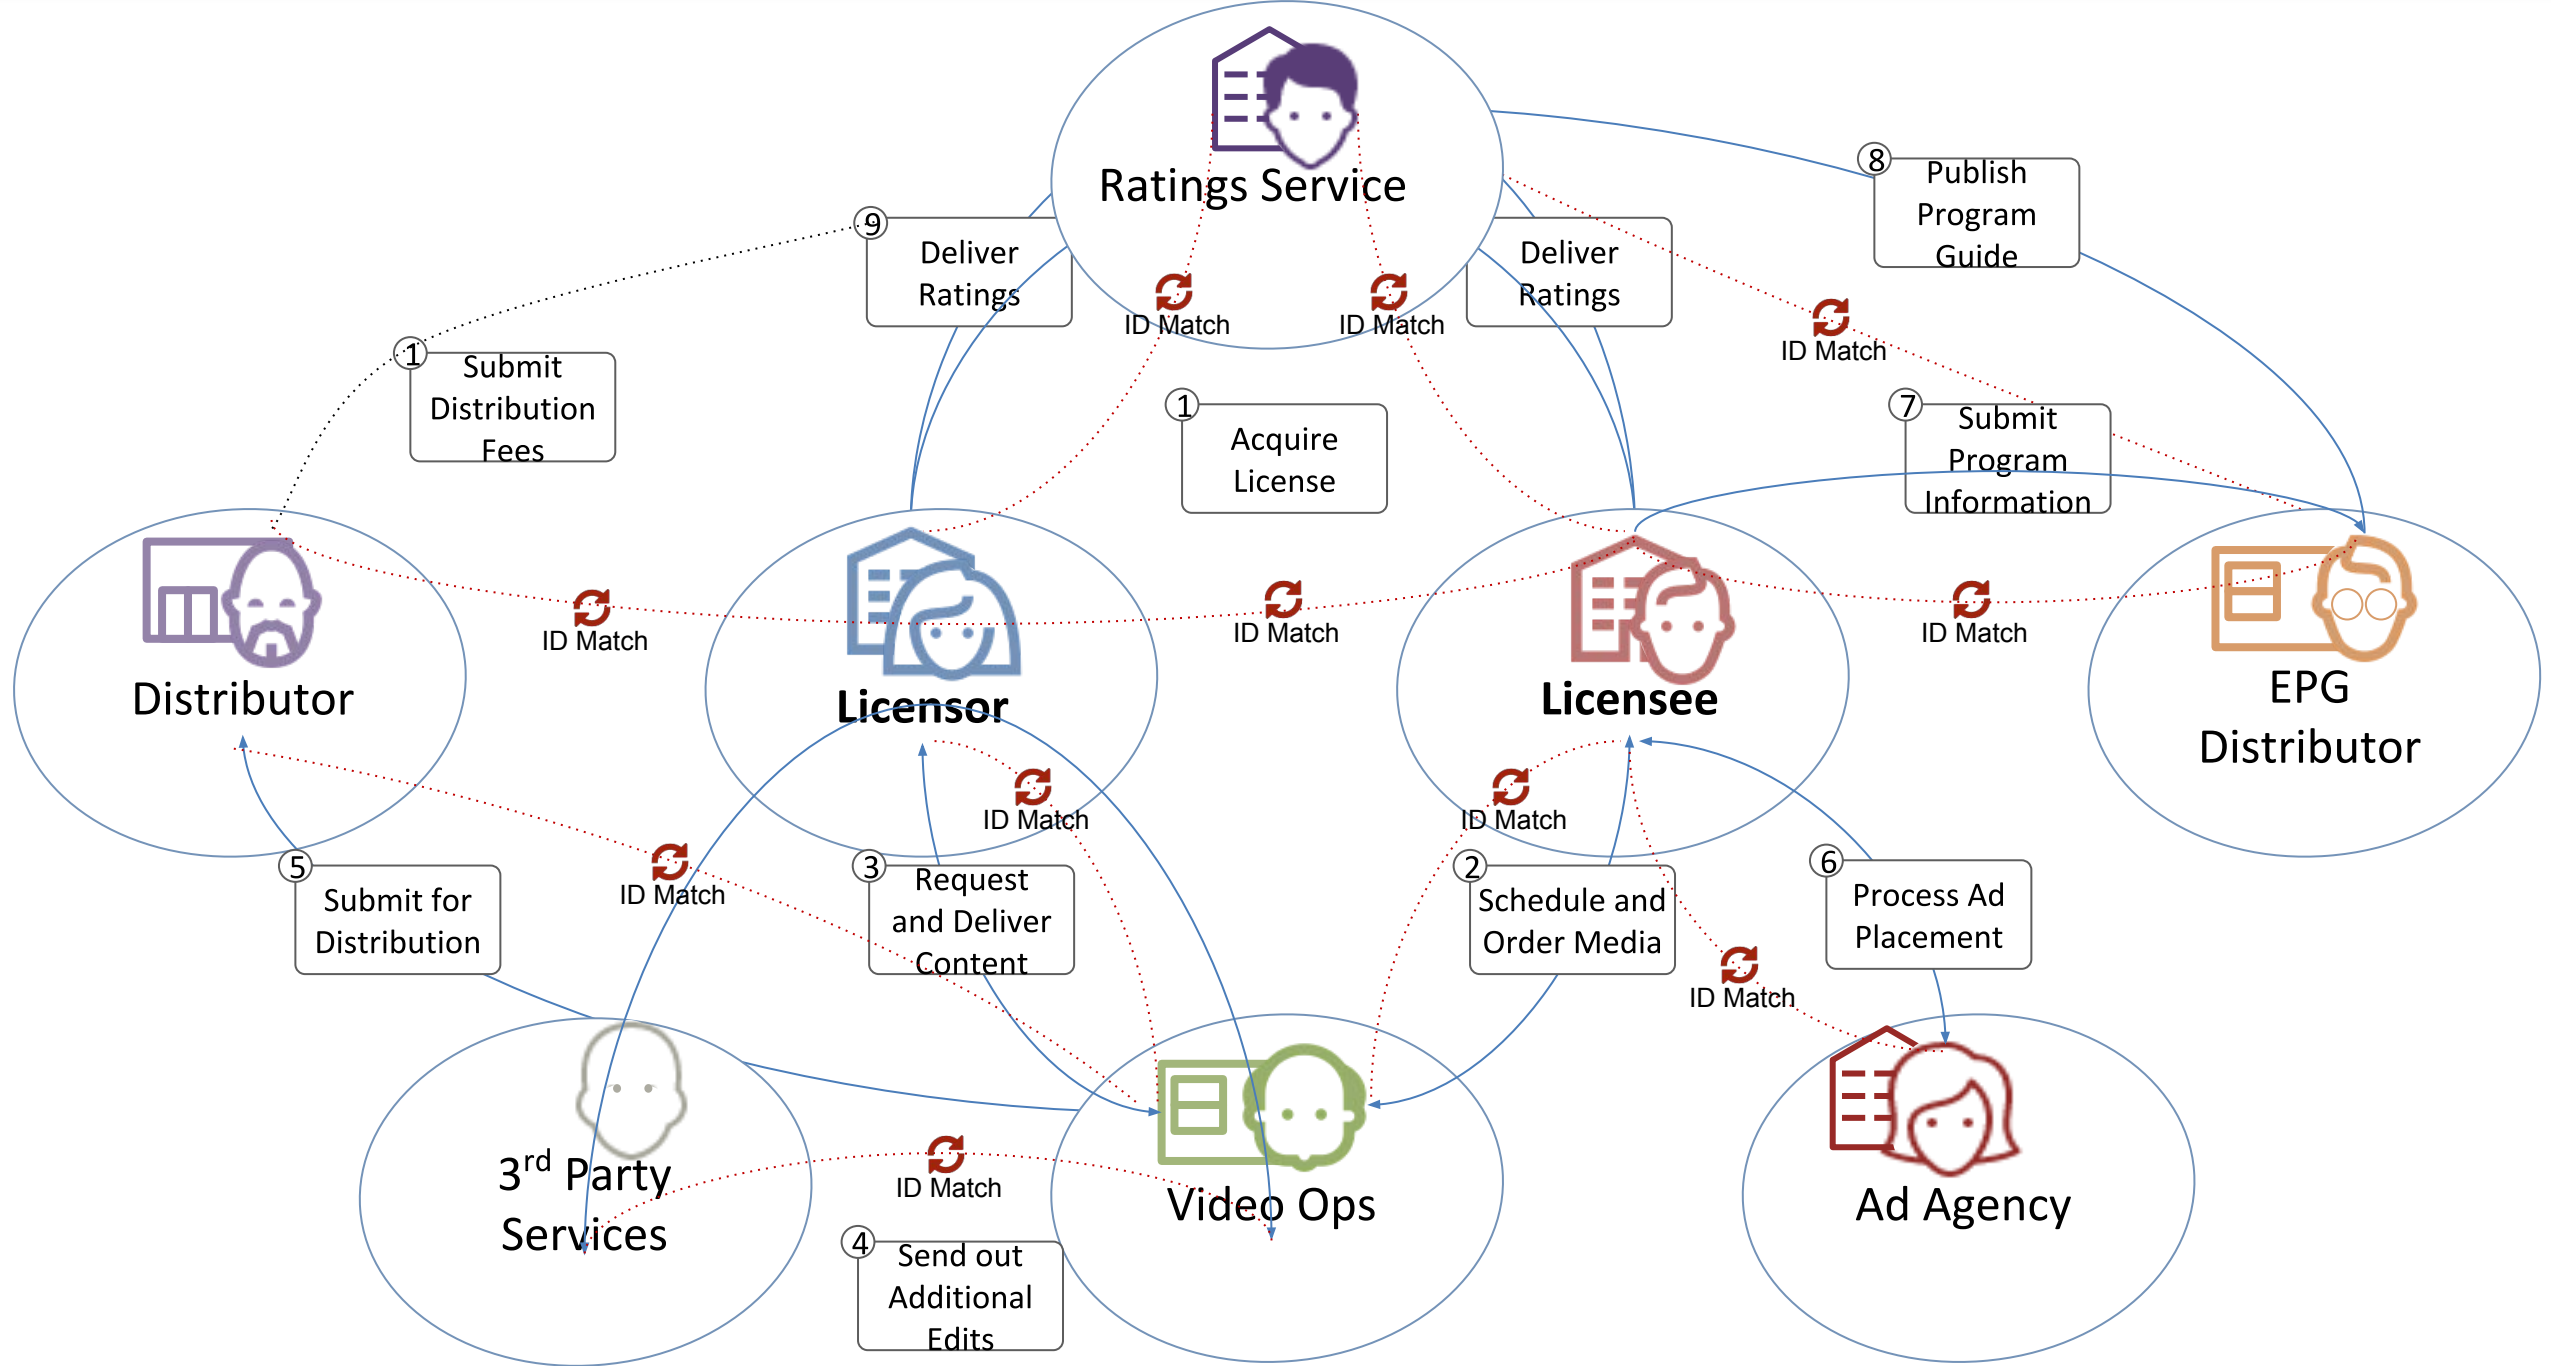 Ratings Service
8
Publish
Program
Guide
9
Deliver
Ratings
Deliver
Ratings
ID Match
ID Match
ID Match
1
Submit
Distribution
Fees
1
Acquire
License
7
Submit
Program
Information
ID Match
ID Match
ID Match
Distributor
Licensor
Licensee
EPG
Distributor
ID Match
ID Match
ID Match
5
Submit for
Distribution
3
Request
and Deliver
Content
2
Schedule and
Order Media
6
Process Ad
Placement
ID Match
3rd Party
Services
ID Match
Video Ops
Ad Agency
4
Send out
Additional
Edits